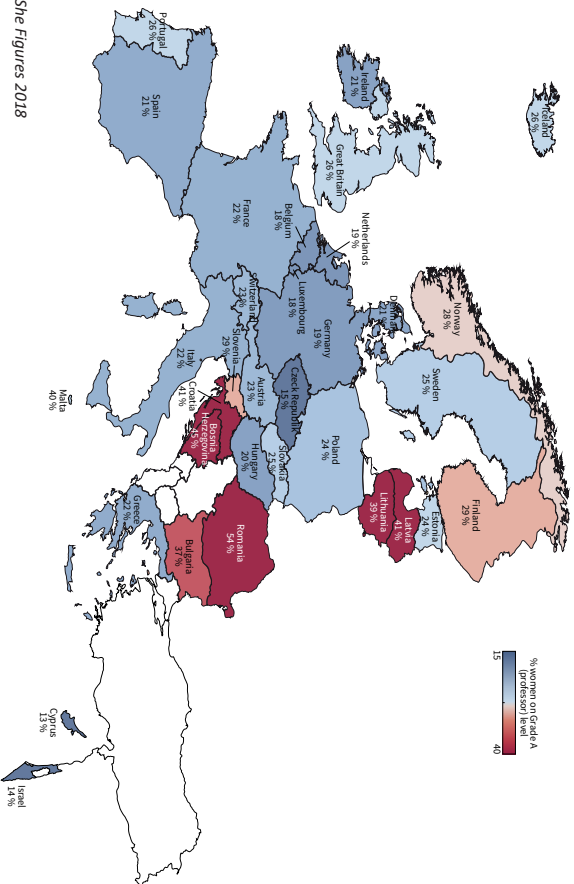 Iceland
26 %
Norway
28 %
Sweden
25 %
Finland
29 %
Estonia
24 %
Latvia
41 %
Lithuania
39 %
Denmark
21 %
Ireland
21 %
Great Britain
26 %
Netherlands
19 %
Belgium
18 %
Luxembourg
18 %
Germany
19 %
Poland
24 %
Czeck Republik
15 %
Slovakia
25 %
Austria
23 %
Hungary
20 %
Switzerland
23 %
Slovenia
29 %
France
22 %
Portugal
26 %
Spain
21 %
Italy
22 %
Croatia
41 %
Bosnia
Herzegovina
45 %
Romania
54 %
Bulgaria
37 %
Greece
22 %
Malta
40 %
Cyprus
13 %
Israel
14 %
% women on Grade A
(professor) level
15
40
She Figures 2018